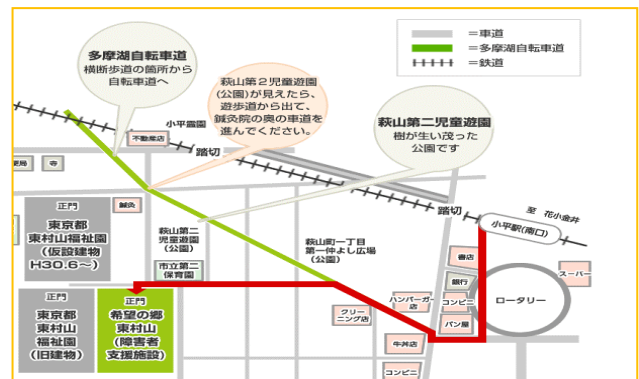 ＝車道
＝多摩湖自転車道
＝鉄道
多摩湖自転車道
横断歩道の箇所から
自転車道へ
萩山第２児童遊園
(公園)が見えたら、
遊歩道から出て、
鍼灸院の奥の車道を
進んでください。
萩山第二児童遊園
樹が生い茂った
公園です
小平霊園
不動産店
踏切
便局
寺
踏切
至 花小金井
小平駅(南口)
正門
東京都
東村山福祉園
(仮設建物
H30.6～)
鍼灸
萩山第二
児童遊園
(公園)
市立第二
保育園
萩山町一丁目
第一仲よし広場
(公園)
書店
銀行
コンビニ
パン屋
スーパー
ロータリー
ハンバーガー
店
クリー
ニング店
牛丼店
コンビニ
正門
東京都
東村山
福祉園
(旧建物)
正門
希望の郷
東村山
(障害者
支援施設)